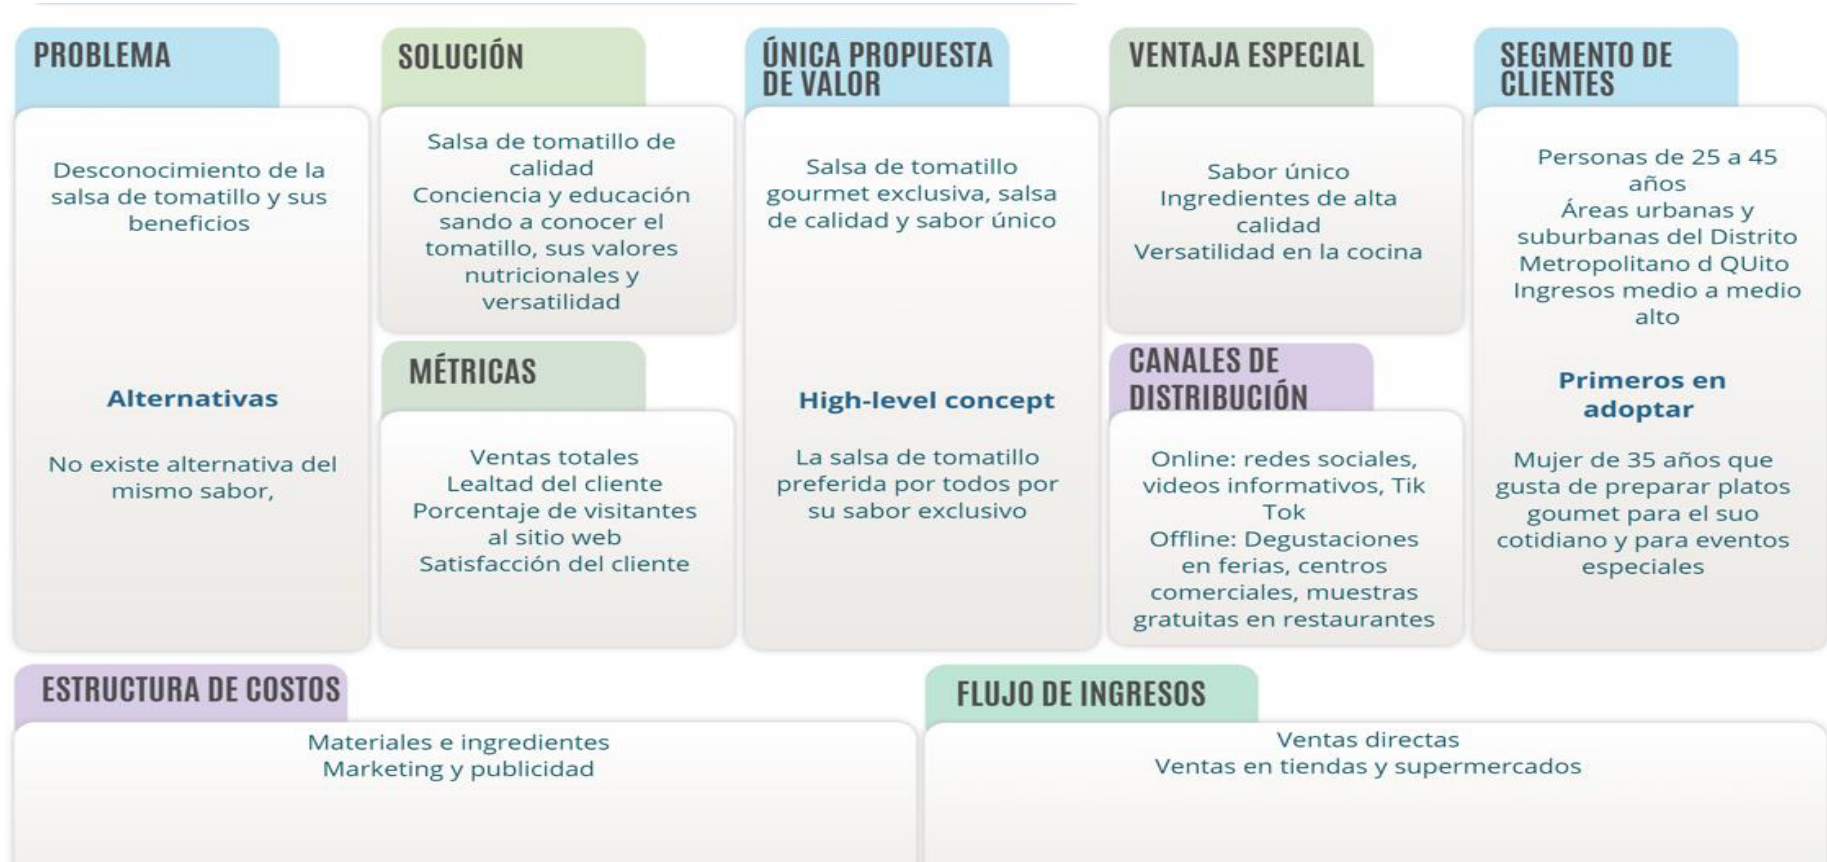 PROBLEMA
Desconocimiento de la
salsa de tomatillo y sus
beneficios
Alternativas
No existe alternativa del
mismo sabor,
SOLUCIÓN
Salsa de tomatillo de
calidad
Conciencia y educación
sando a conocer el
tomatillo, sus valores
nutricionales y
versatilidad
MÉTRICAS
Ventas totales
Lealtad del cliente
Porcentaje de visitantes
al sitio web
Satisfacción del cliente
ÚNICA PROPUESTA
DE VALOR
Salsa de tomatillo
gourmet exclusiva, salsa
de calidad y sabor único
High-level concept
La salsa de tomatillo
preferida por todos por
su sabor exclusivo
VENTAJA ESPECIAL
Sabor único
Ingredientes de alta
calidad
Versatilidad en la cocina
CANALES DE
DISTRIBUCIÓN
Online: redes sociales,
videos informativos, Tik
Tok
Offline: Degustaciones
en ferias, centros
comerciales, muestras
gratuitas en restaurantes
SEGMENTO DE
CLIENTES
Personas de 25 a 45
años
Áreas urbanas y
suburbanas del Distrito
Metropolitano d QUito
Ingresos medio a medio
alto
Primeros en
adoptar
Mujer de 35 años que
gusta de preparar platos
goumet para el suo
cotidiano y para eventos
especiales
ESTRUCTURA DE COSTOS
Materiales e ingredientes
Marketing y publicidad
FLUJO DE INGRESOS
Ventas directas
Ventas en tiendas y supermercados